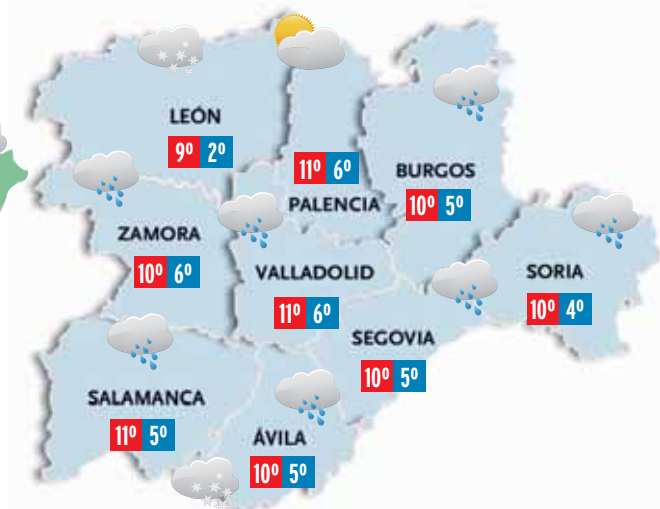 LEÓN
9º 2º
11º 6º
PALENCIA
BURGOS
10º 5º
ZAMORA
10º 6º
VALLADOLID
11º 6º
SORIA
10º 4º
SEGOVIA
10º 5º
SALAMANCA
11º 5º
ÁVILA
10º 5º